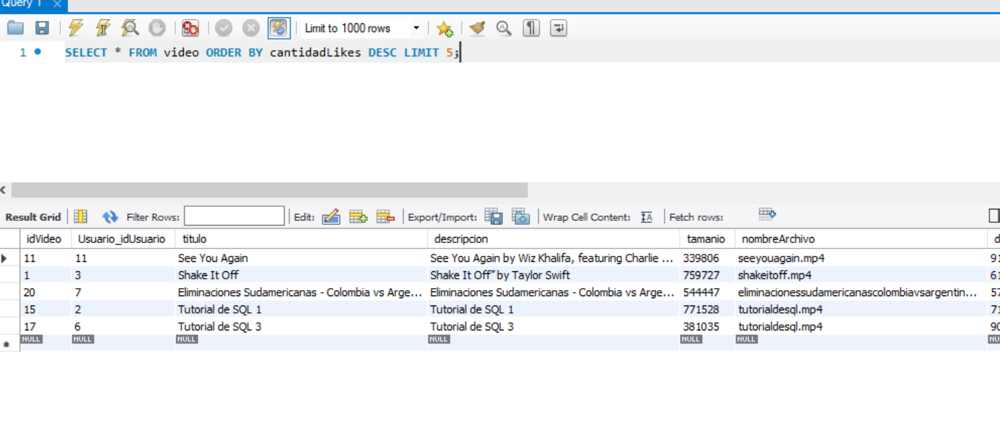 Query 1
Limit to 1000 rows
1 SELECT * FROM video ORDER BY cantidadLikes DESC LIMIT 5;
Result Grid Filter Rows: Edit: Export/Import: Wrap Cell Content: IA Fetch rows:
idVideo Usuario_idUsuario titulo descripcion tamanio nombreArchivo d
11 11 See You Again See You Again by Wiz Khalifa, featuring Charlie ... 339806 seeyouagain.mp4 91
1 3 Shake It Off Shake It Off" by Taylor Swift 759727 shakeitoff.mp4 61
20 7 Eliminaciones Sudamericanas - Colombia vs Arge... Eliminaciones Sudamericanas - Colombia vs Arge... 544447 eliminacionessudamericanascolombiavsargentin... 57
15 2 Tutorial de SQL 1 Tutorial de SQL 1 771528 tutorialdesql.mp4 71
17 6 Tutorial de SQL 3 Tutorial de SQL 3 381035 tutorialdesql.mp4 90
NULL NULL NULL NULL NULL NULL NU